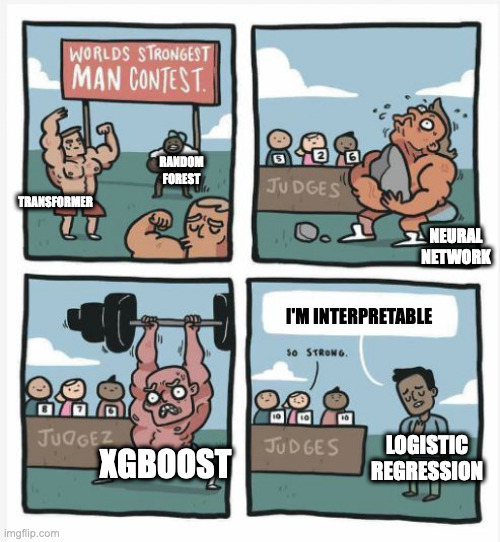 WORLDS STRONGEST
MAN CONTEST.
RANDOM
FOREST
TRANSFORMER
5
2
6
JUDGES
NEURAL
NETWORK
8
7
6
JUDGEZ
XGBOOST
I'M INTERPRETABLE
SO STRONG.
10
10
10
JUDGES
LOGISTIC
REGRESSION
imgflip.com